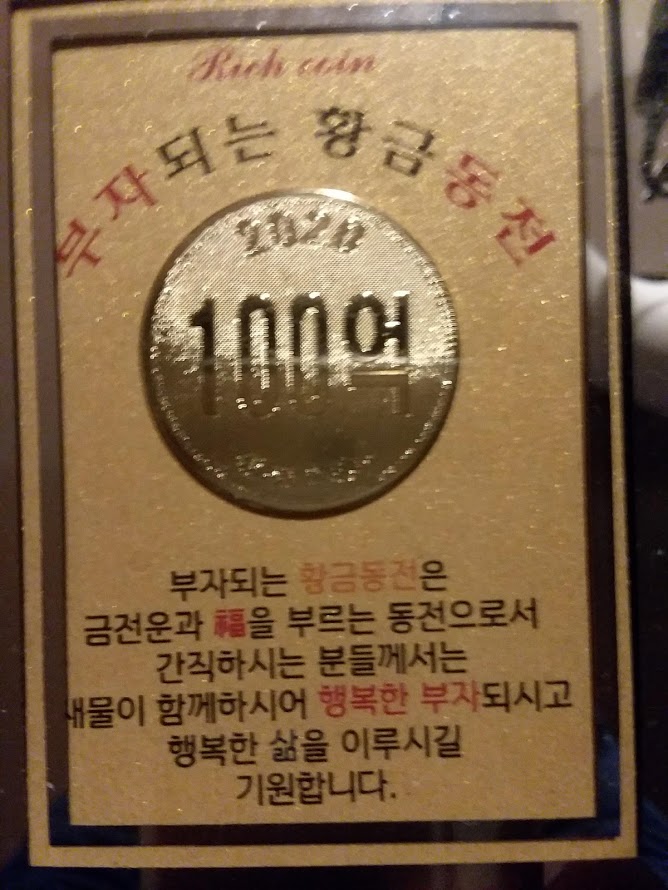 Rich coin
부자되는 황금동전
2020
100억
부자되는 황금동전은
금전운과 福을 부르는 동전으로서
간직하시는 분들께서는
재물이 함께하시어 행복한 부자되시고
행복한 삶을 이루시길
기원합니다.